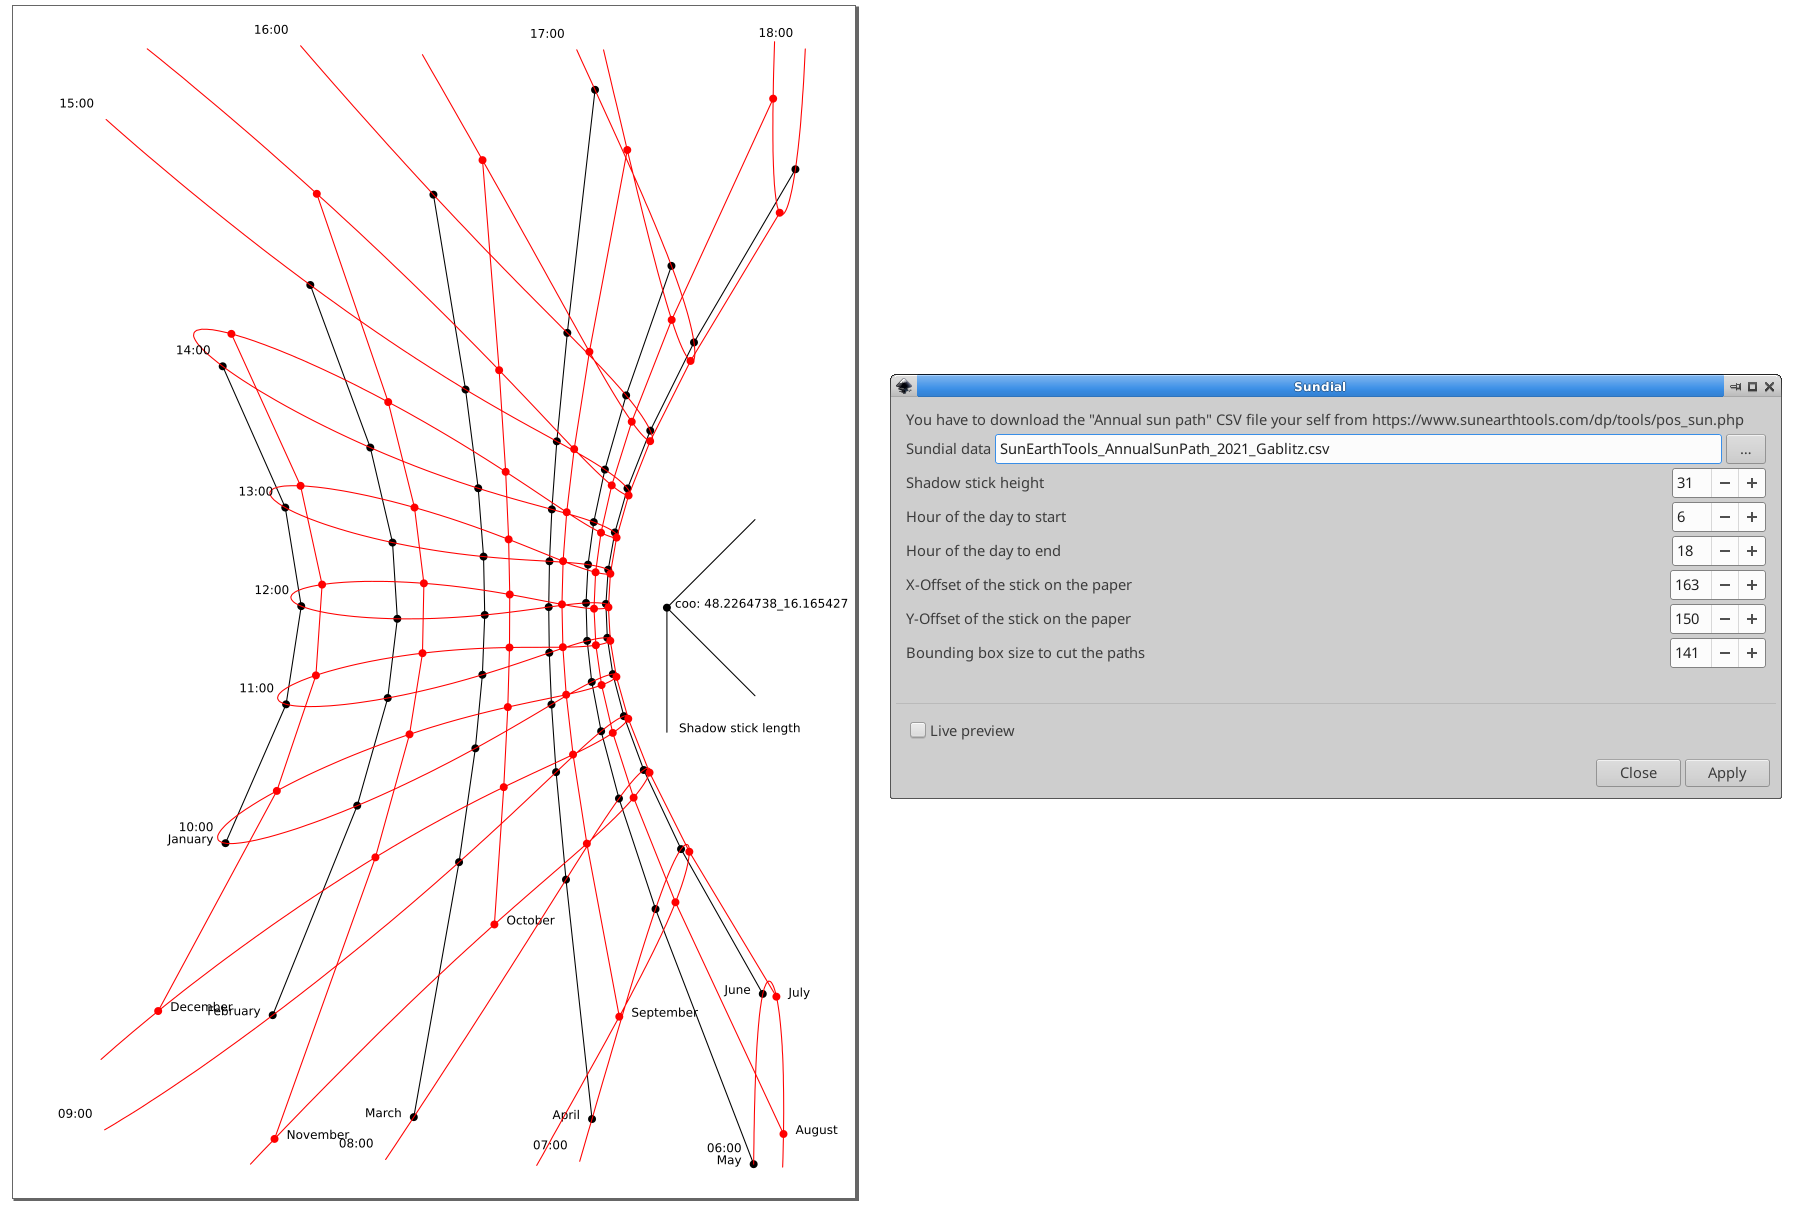 16:00
17:00
18:00
15:00
14:00
13:00
12:00
coo: 48.2264738_16.165427
11:00
Shadow stick length
10:00
January
October
June
July
December
February
September
09:00
March
April
November
08:00
07:00
August
06:00
May
Sundial
You have to download the "Annual sun path" CSV file your self from https://www.sunearthtools.com/dp/tools/pos_sun.php
Sundial data SunEarthTools_AnnualSunPath_2021_Gablitz.csv ...
Shadow stick height 31
Hour of the day to start 6
Hour of the day to end 18
X-Offset of the stick on the paper 163
Y-Offset of the stick on the paper 150
Bounding box size to cut the paths 141
Live preview
Close Apply